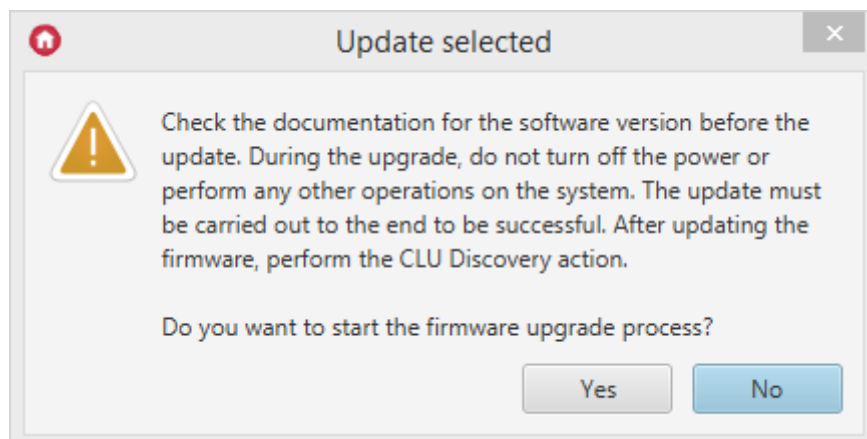 Update selected
Check the documentation for the software version before the
update. During the upgrade, do not turn off the power or
perform any other operations on the system. The update must
be carried out to the end to be successful. After updating the
firmware, perform the CLU Discovery action.
Do you want to start the firmware upgrade process?
Yes No